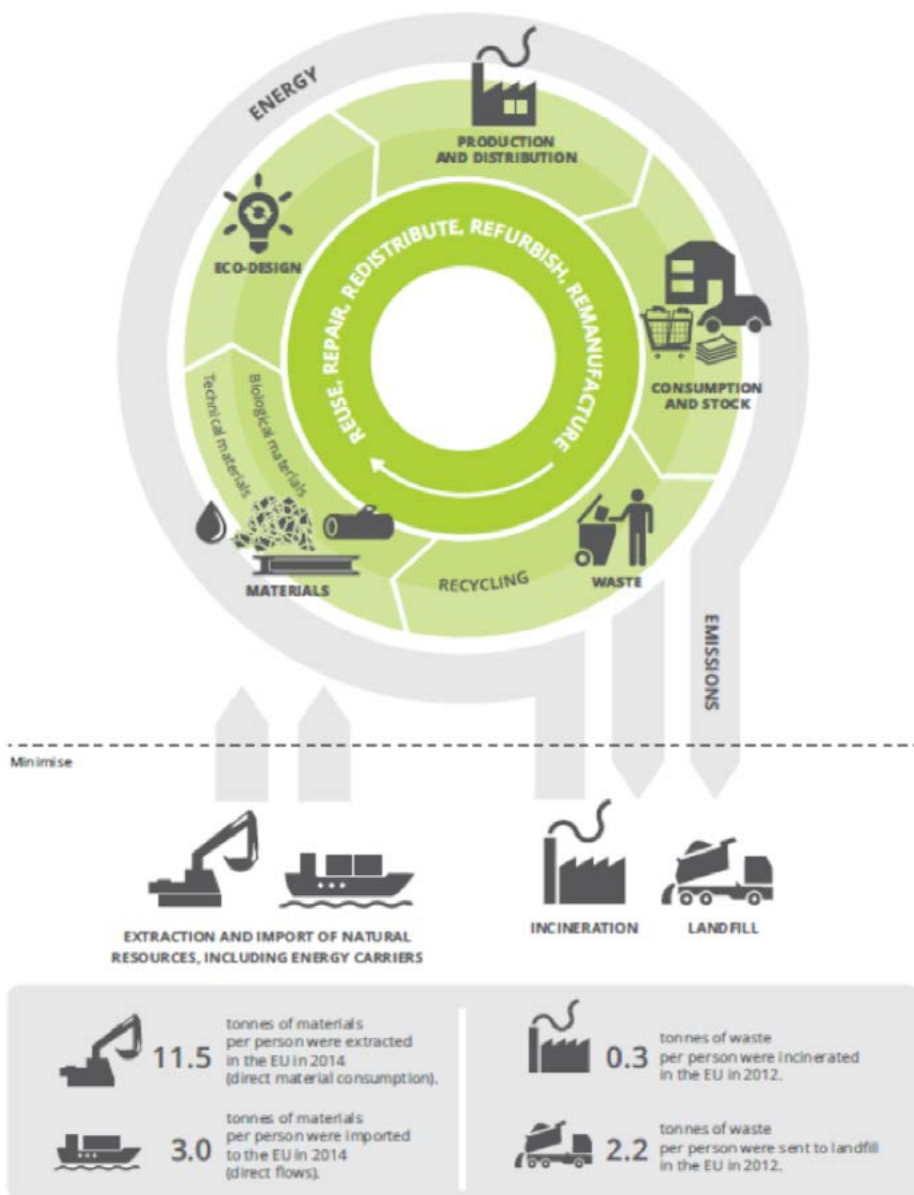 ENERGY
PRODUCTION
AND DISTRIBUTION
ECO-DESIGN
REUSE, REPAIR, REDISTRIBUTE, REFURBISH, REMANUFACTURE
CONSUMPTION
AND STOCK
Technical materials
Biological materials
MATERIALS
RECYCLING
WASTE
EMISSIONS
Minimise
EXTRACTION AND IMPORT OF NATURAL
RESOURCES, INCLUDING ENERGY CARRIERS
INCINERATION
LANDFILL
11.5
tonnes of materials
per person were extracted
in the EU in 2014
(direct material consumption).
3.0
tonnes of materials
per person were imported
to the EU in 2014
(direct flows).
0.3
tonnes of waste
per person were incinerated
in the EU in 2012.
2.2
tonnes of waste
per person were sent to landfill
in the EU in 2012.